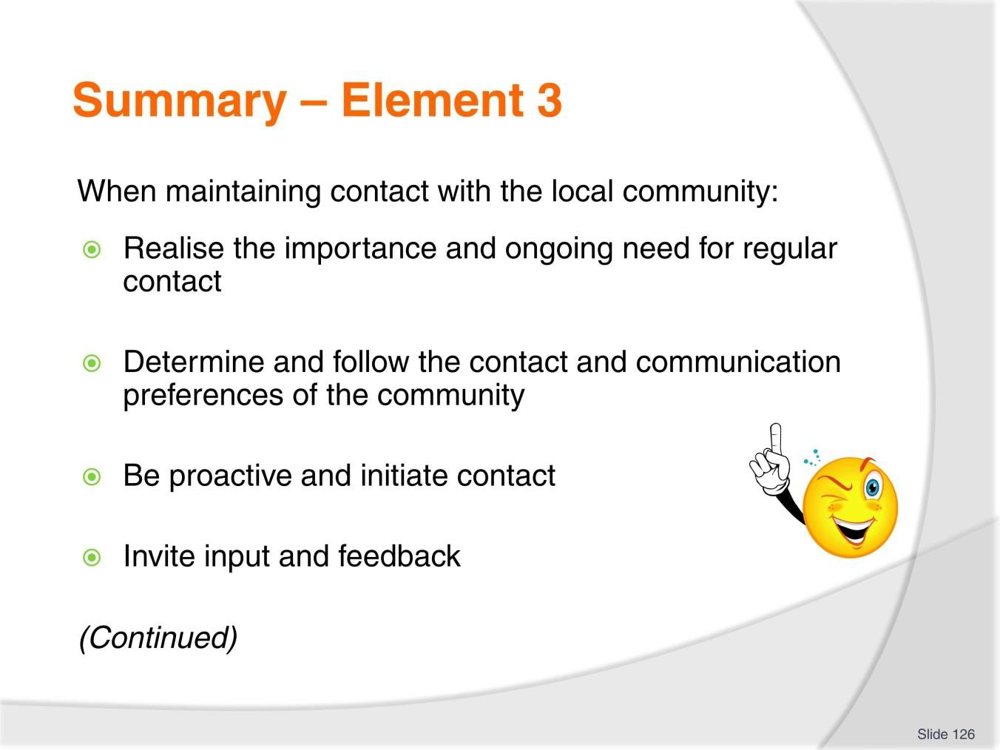 Summary – Element 3
When maintaining contact with the local community:
Realise the importance and ongoing need for regular
contact
Determine and follow the contact and communication
preferences of the community
Be proactive and initiate contact
Invite input and feedback
(Continued)
Slide 126